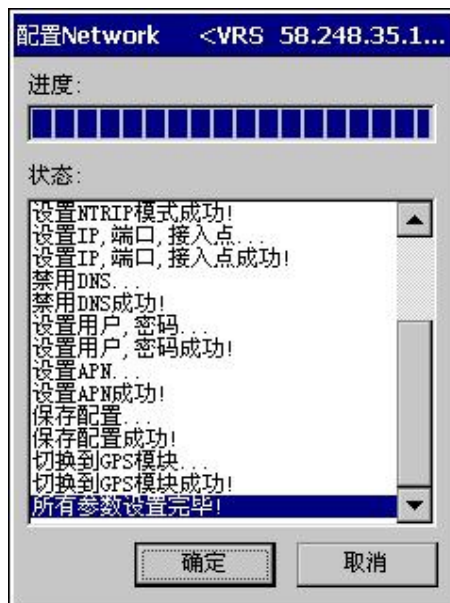 配置Network <VRS 58.248.35.1...
进度:
状态:
设置NTRIP模式成功!
设置IP,端口,接入点...
设置IP,端口,接入点成功!
禁用DNS...
禁用DNS成功!
设置用户,密码...
设置用户,密码成功!
设置APN...
设置APN成功!
保存配置...
保存配置成功!
切换到GPS模块...
切换到GPS模块成功!
所有参数设置完毕!
确定
取消